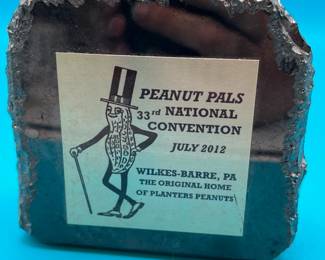 PEANUT PALS
33rd NATIONAL
CONVENTION
JULY 2012
WILKES-BARRE, PA
THE ORIGINAL HOME
OF PLANTERS PEANUTS